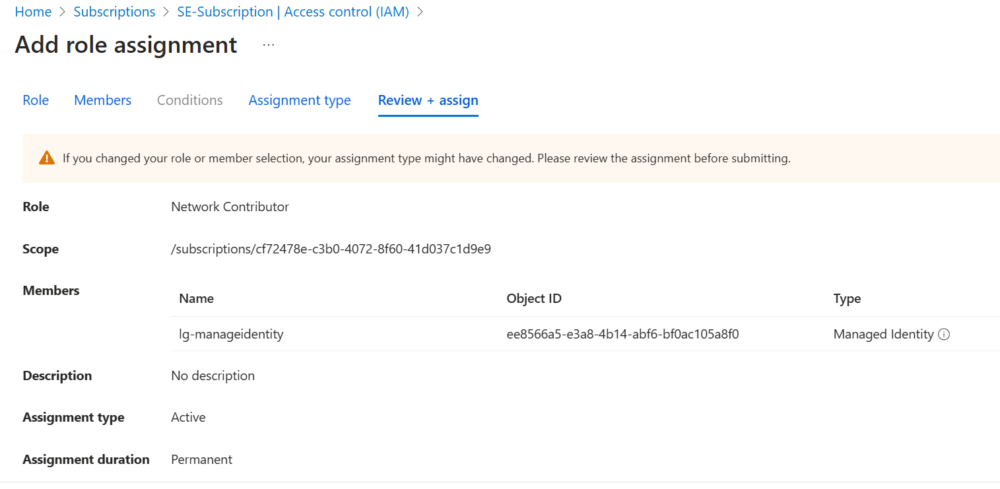 Home > Subscriptions > SE-Subscription | Access control (IAM) >
Add role assignment ...
Role Members Conditions Assignment type Review + assign
If you changed your role or member selection, your assignment type might have changed. Please review the assignment before submitting.
Role Network Contributor
Scope /subscriptions/cf72478e-c3b0-4072-8f60-41d037c1d9e9
Members
Name Object ID Type
lg-manageidentity ee8566a5-e3a8-4b14-abf6-bf0ac105a8f0 Managed Identity
Description No description
Assignment type Active
Assignment duration Permanent